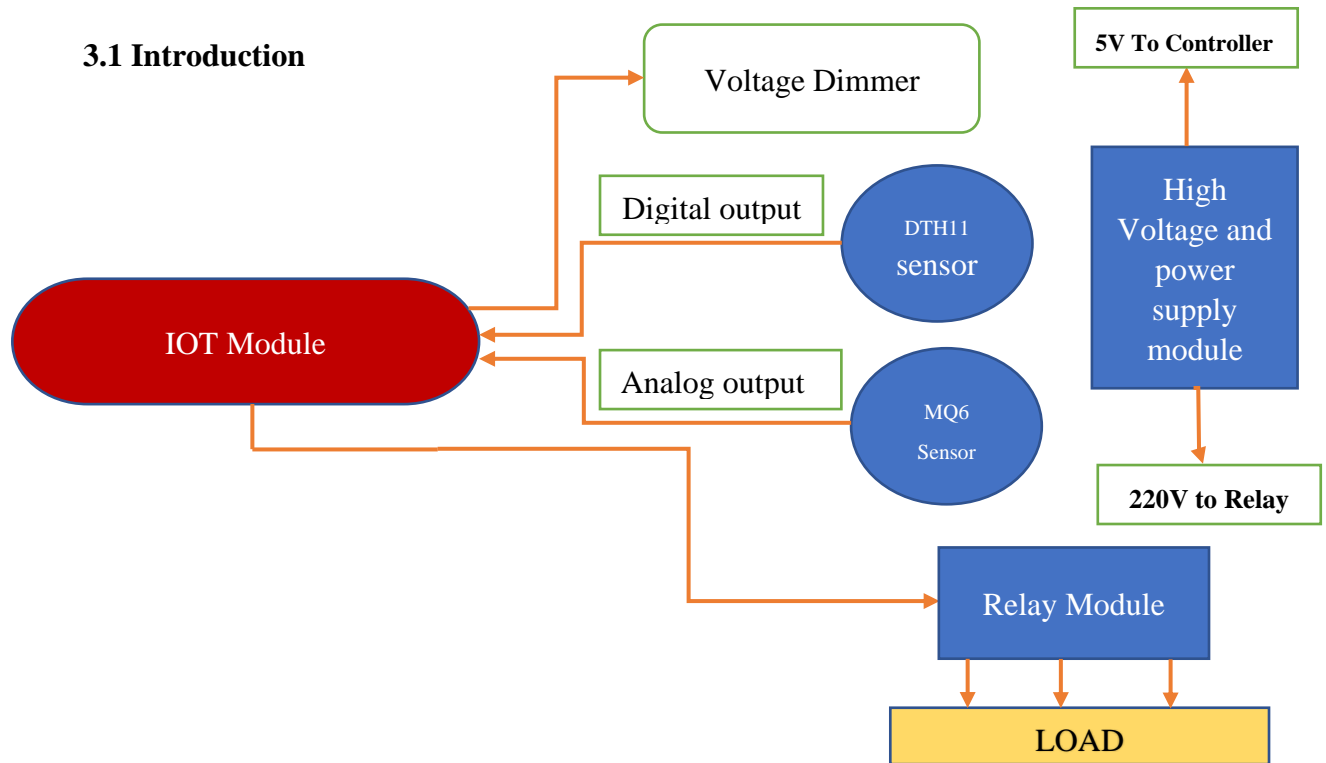 3.1 Introduction
Voltage Dimmer
5V To Controller
Digital output
DTH11
sensor
High
Voltage and
power
supply
module
IOT Module
Analog output
MQ6
Sensor
220V to Relay
Relay Module
LOAD